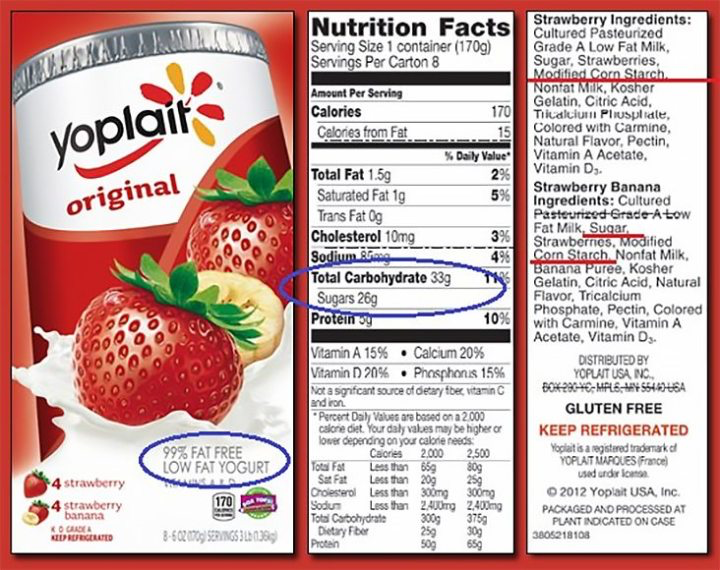 yoplait
original
99% FAT FREE
LOW FAT YOGURT
VITAMINS A & D
4 strawberry
4 strawberry
banana
K D GRADE A
KEEP REFRIGERATED
170
CALORIES
8 - 6 OZ (170g) SERVINGS 3 Lb (1.36kg)
Nutrition Facts
Serving Size 1 container (170g)
Servings Per Carton 8
Amount Per Serving
Calories 170
Calories from Fat 15
% Daily Value*
Total Fat 1.5g 2%
Saturated Fat 1g 5%
Trans Fat 0g
Cholesterol 10mg 3%
Sodium 85mg 4%
Total Carbohydrate 33g 11%
Sugars 26g
Protein 5g 10%
Vitamin A 15% • Calcium 20%
Vitamin D 20% • Phosphorus 15%
Not a significant source of dietary fiber, vitamin C
and iron.
* Percent Daily Values are based on a 2,000
calorie diet. Your daily values may be higher or
lower depending on your calorie needs:
Calories 2,000 2,500
Total Fat Less than 65g 80g
Sat Fat Less than 20g 25g
Cholesterol Less than 300mg 300mg
Sodium Less than 2,400mg 2,400mg
Total Carbohydrate 300g 375g
Dietary Fiber 25g 30g
Protein 50g 65g
Strawberry Ingredients:
Cultured Pasteurized
Grade A Low Fat Milk,
Sugar, Strawberries,
Modified Corn Starch,
Nonfat Milk, Kosher
Gelatin, Citric Acid,
Tricalcium Phosphate,
Colored with Carmine,
Natural Flavor, Pectin,
Vitamin A Acetate,
Vitamin D3.
Strawberry Banana
Ingredients: Cultured
Pasteurized Grade A Low
Fat Milk, Sugar,
Strawberries, Modified
Corn Starch, Nonfat Milk,
Banana Puree, Kosher
Gelatin, Citric Acid, Natural
Flavor, Tricalcium
Phosphate, Pectin, Colored
with Carmine, Vitamin A
Acetate, Vitamin D3.
DISTRIBUTED BY
YOPLAIT USA, INC.,
BOX 200-YC, MPLS, MN 55440 USA
GLUTEN FREE
KEEP REFRIGERATED
Yoplait is a registered trademark of
YOPLAIT MARQUES (France)
used under license.
© 2012 Yoplait USA, Inc.
PACKAGED AND PROCESSED AT
PLANT INDICATED ON CASE
3805218108